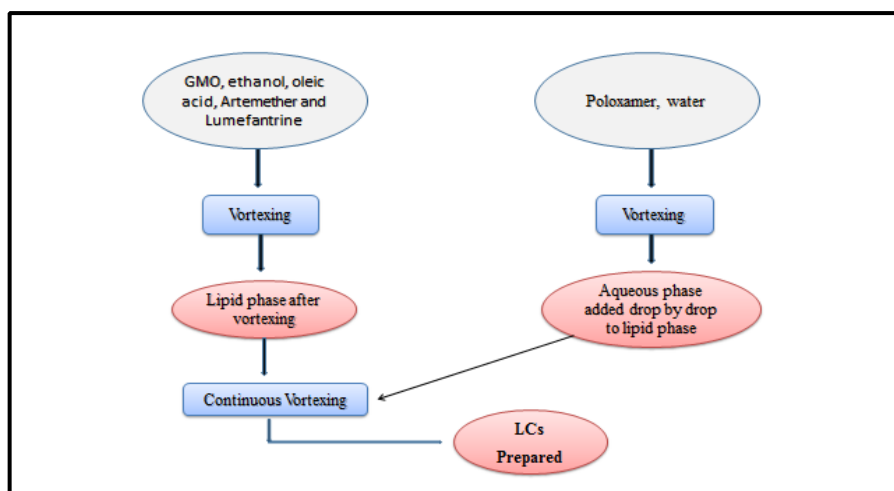 GMO, ethanol, oleic
acid, Artemether and
Lumefantrine
Poloxamer, water
Vortexing
Vortexing
Lipid phase after
vortexing
Aqueous phase
added drop by drop
to lipid phase
Continuous Vortexing
LCs
Prepared